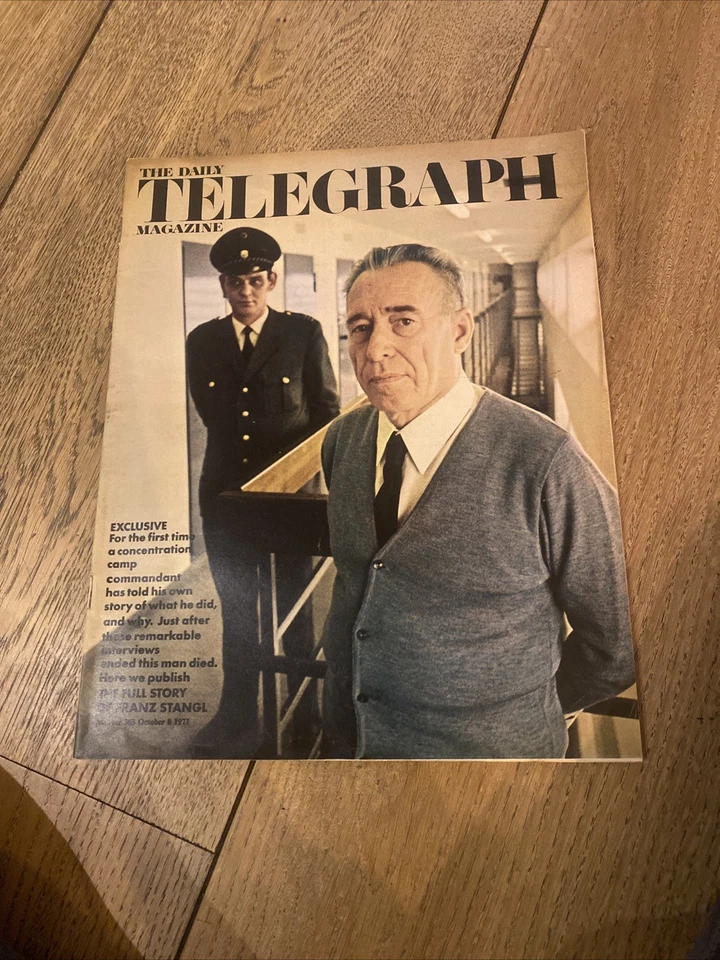 THE DAILY
TELEGRAPH
MAGAZINE
EXCLUSIVE
For the first time
a concentration
camp
commandant
has told his own
story of what he did,
and why. Just after
these remarkable
interviews
ended this man died.
Here we publish
THE FULL STORY
OF FRANZ STANGL
October 8 1971